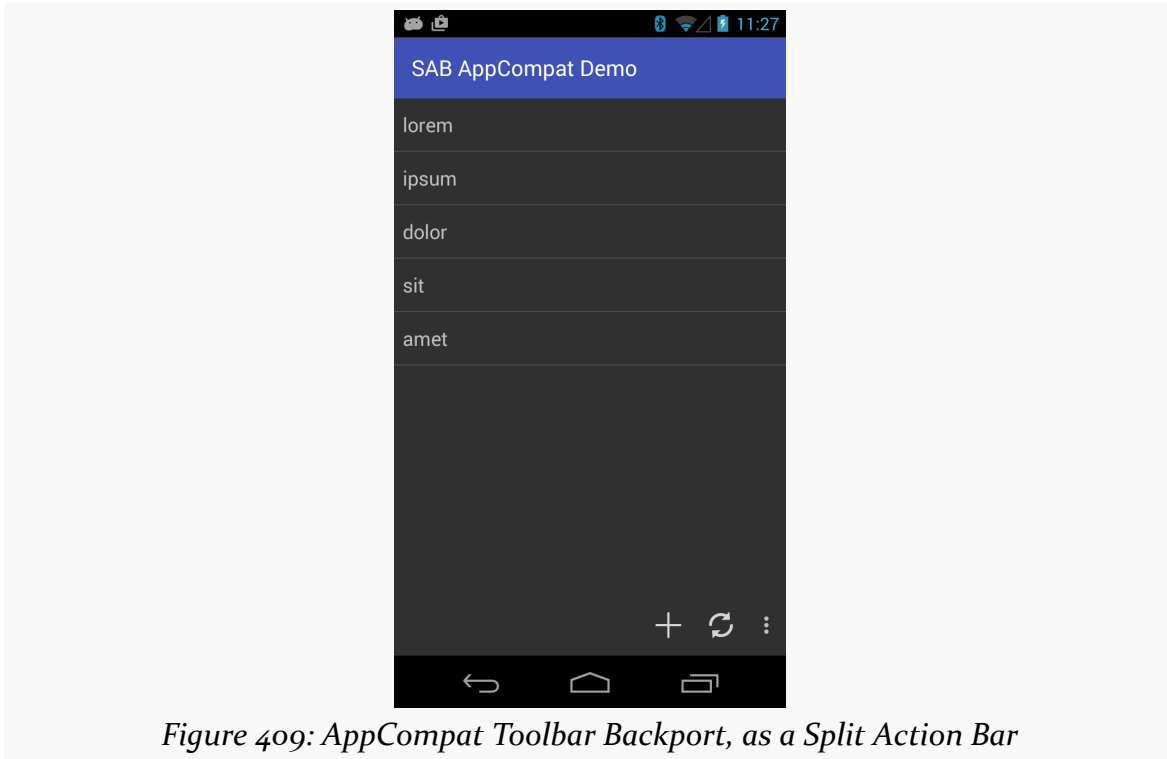 11:27
SAB AppCompat Demo
lorem
ipsum
dolor
sit
amet
Figure 409: AppCompat Toolbar Backport, as a Split Action Bar